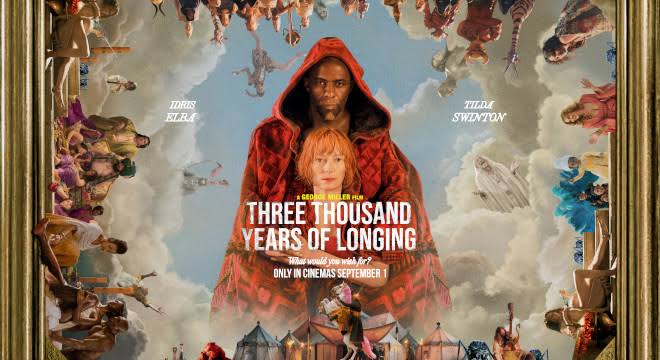 IDRIS
ELBA
TILDA
SWINTON
A GEORGE MILLER FILM
THREE THOUSAND
YEARS OF LONGING
What would you wish for?
ONLY IN CINEMAS SEPTEMBER 1